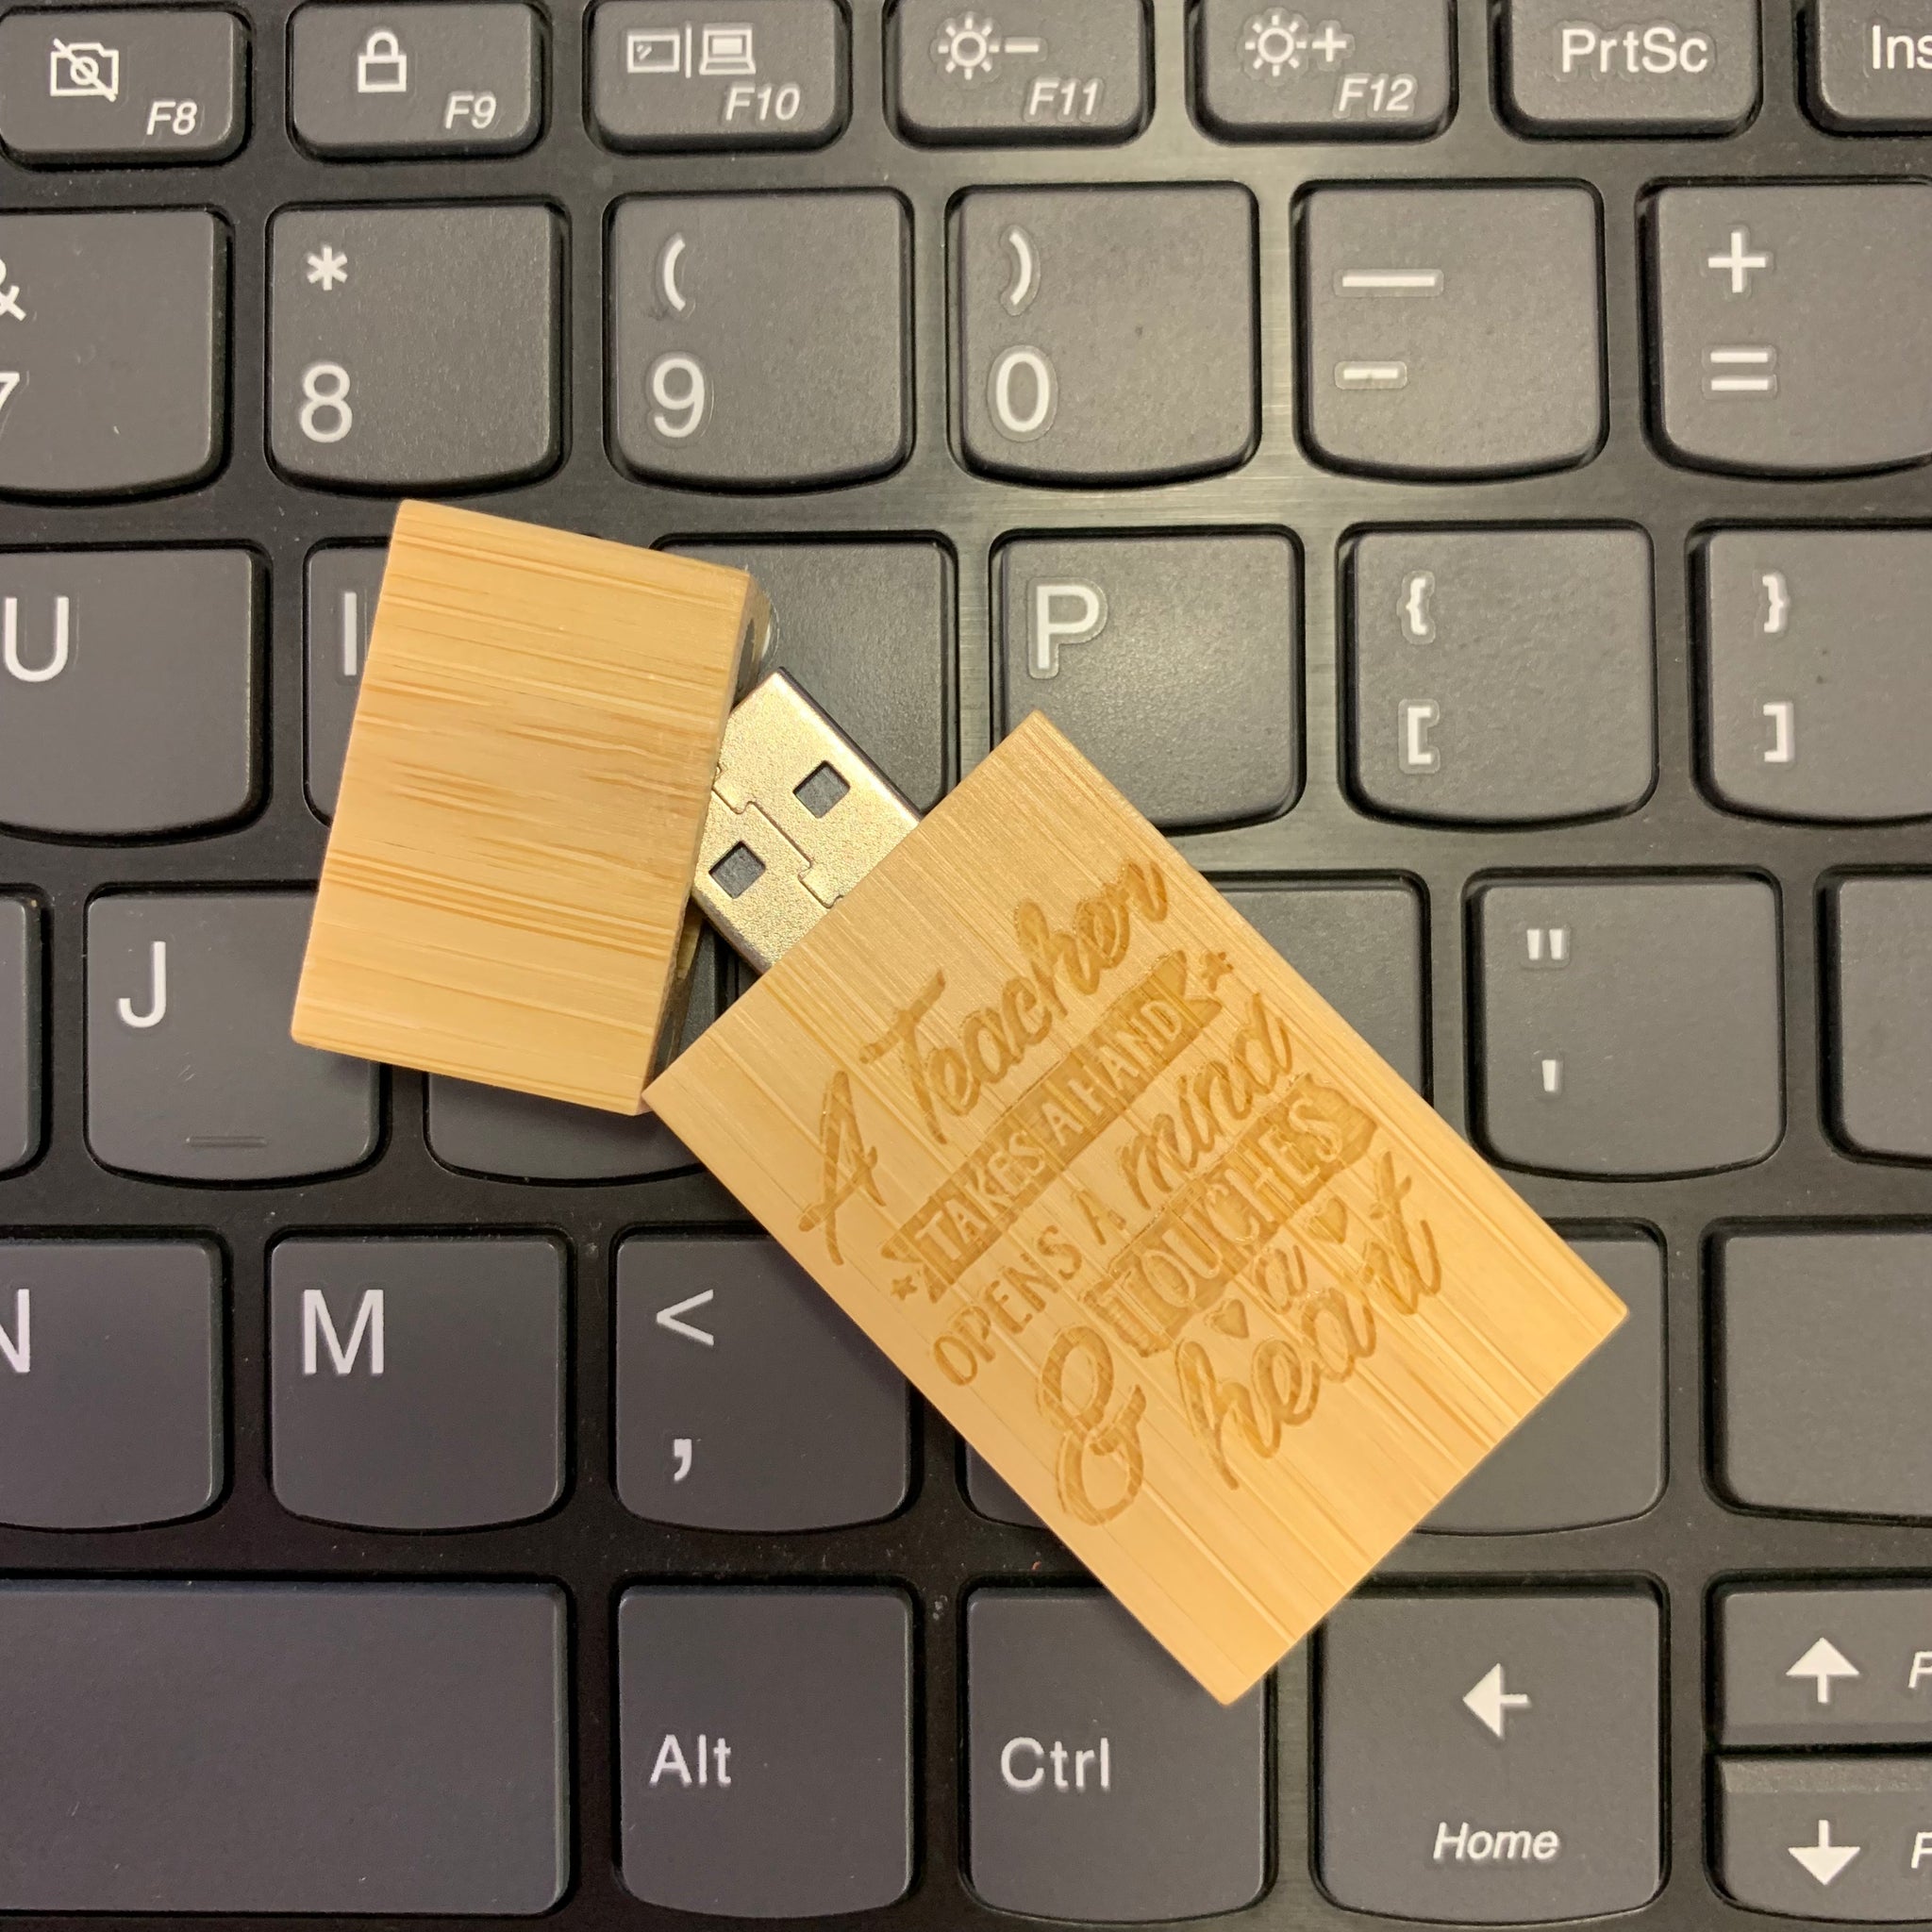 F8 F9 F10 F11 F12 PrtSc Ins
& * ( ) — +
7 8 9 0 - =
U I P { }
[ ]
J "
'
N M <
,
Alt Ctrl Home
A Teacher
TAKES A HAND
OPENS A mind
& TOUCHES
a
heart